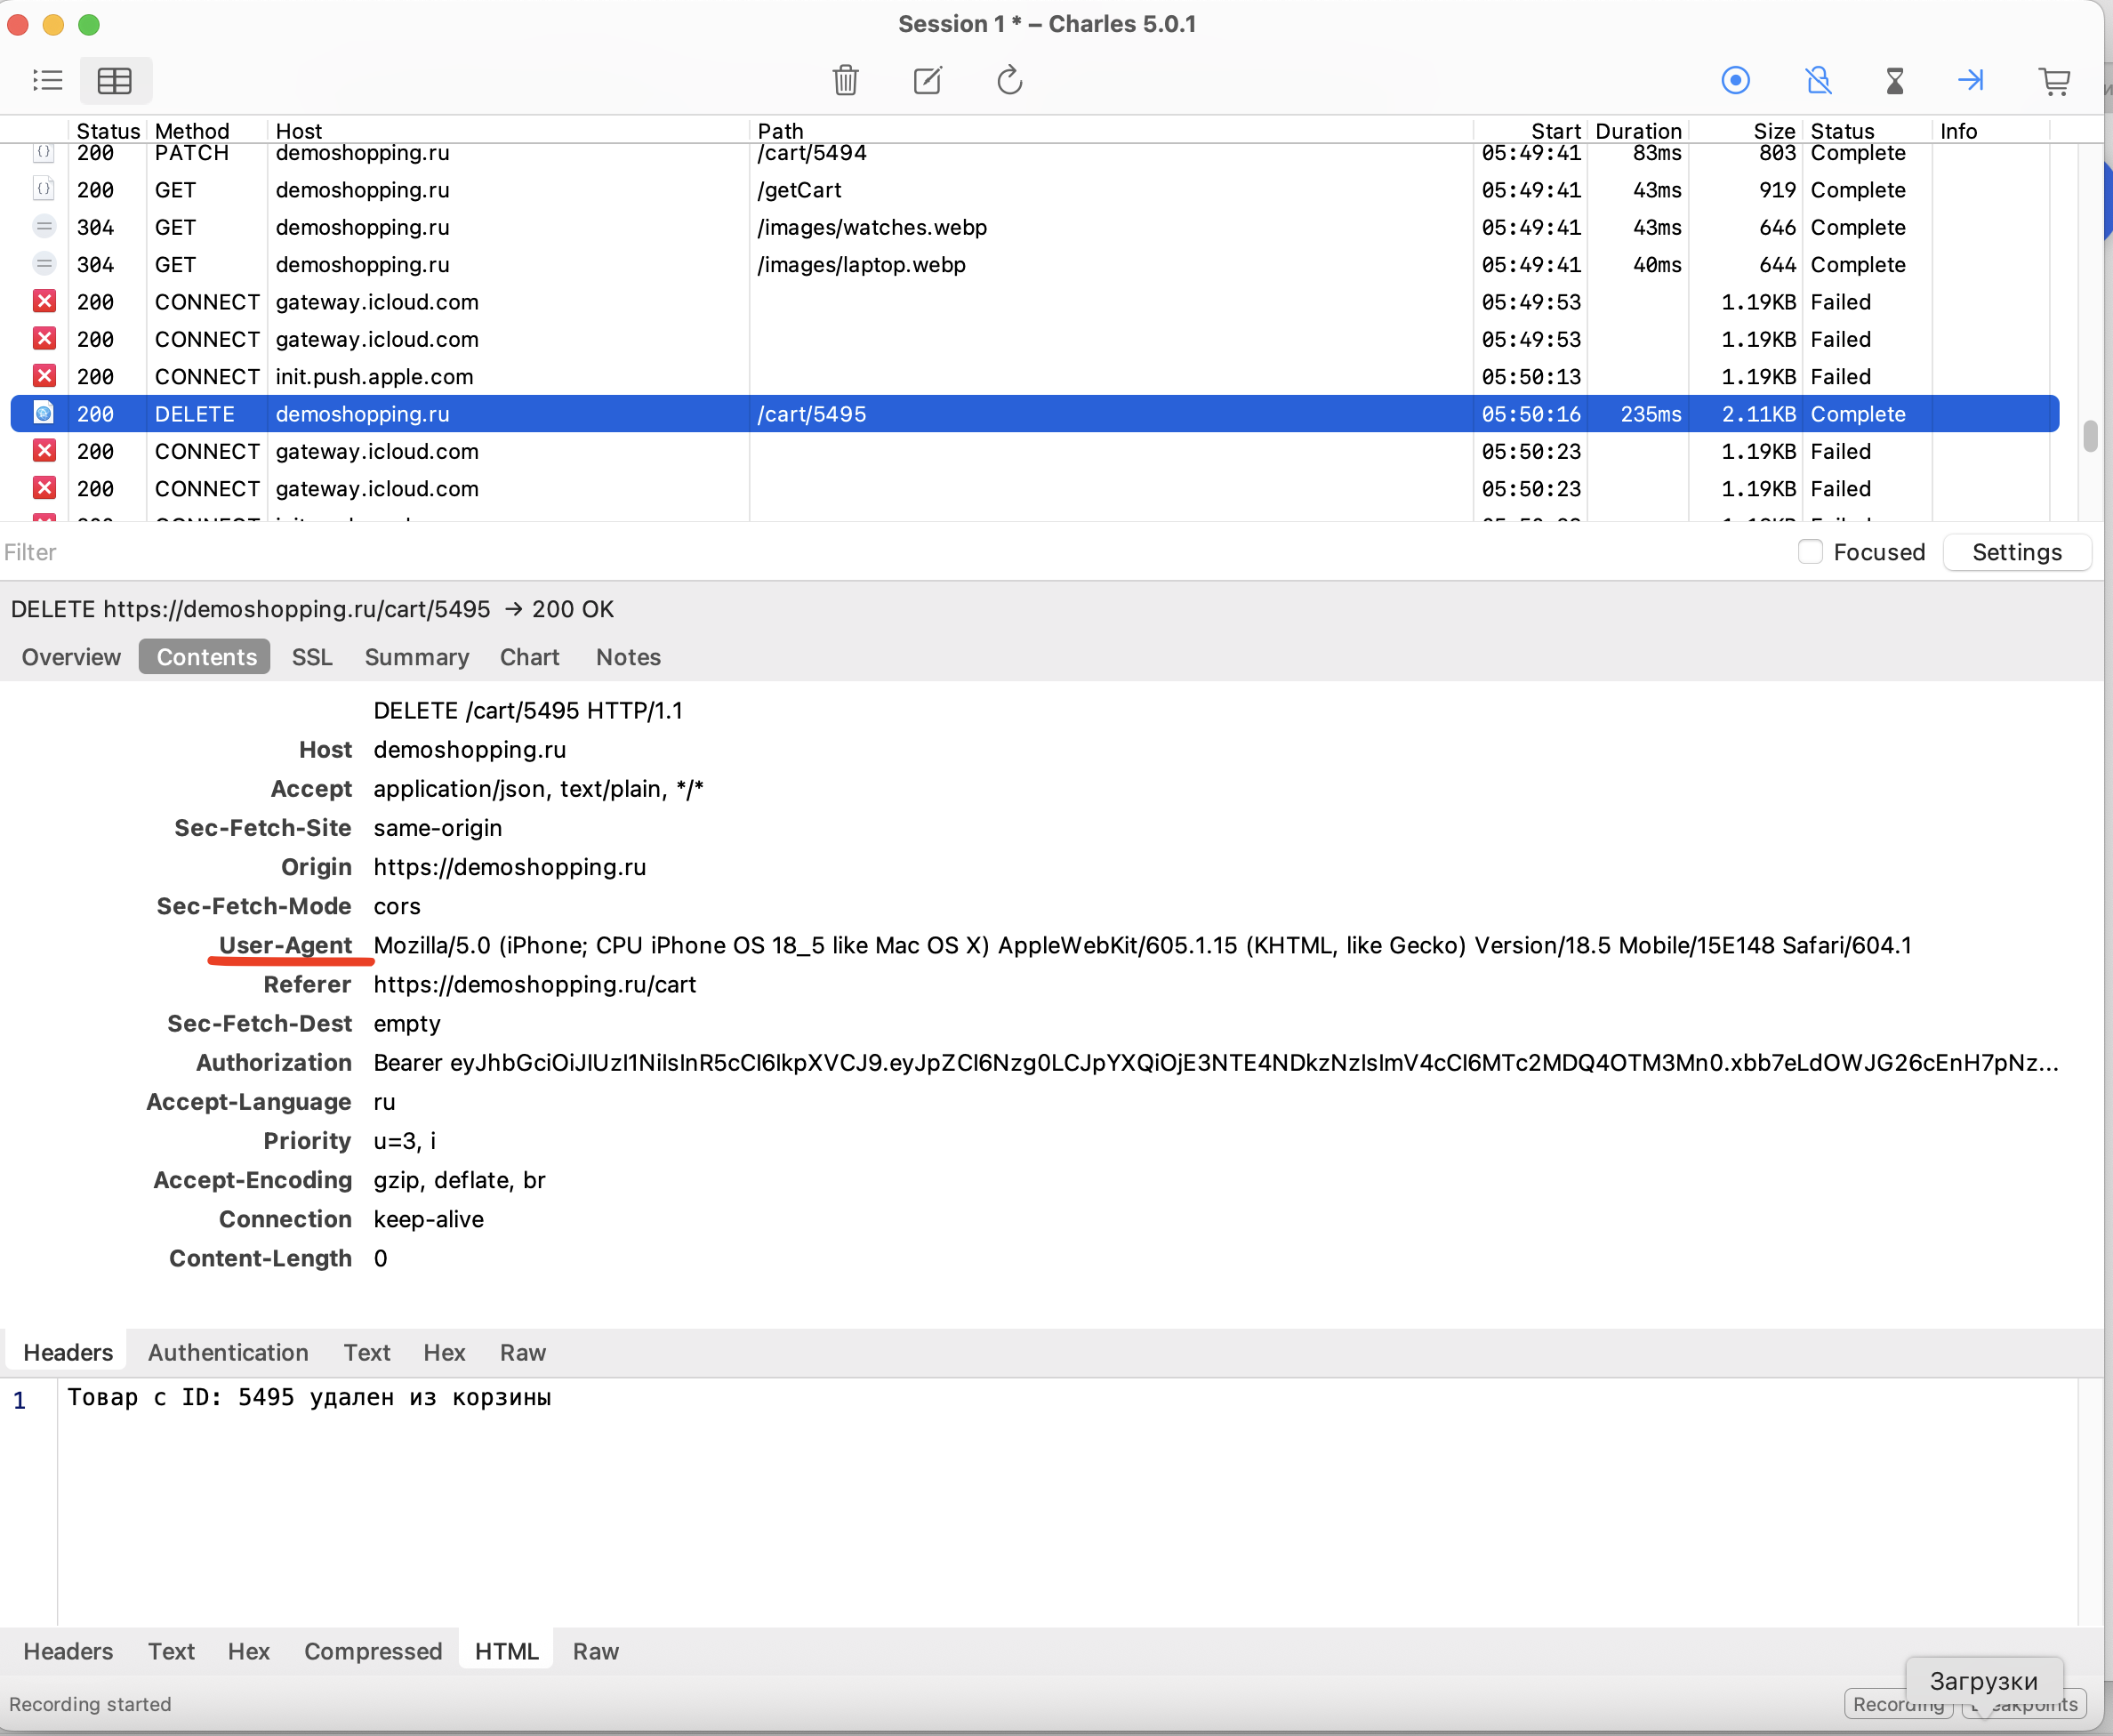 Session 1 * – Charles 5.0.1
Status Method Host Path Start Duration Size Status Info
200 PATCH demoshopping.ru /cart/5494 05:49:41 83ms 803 Complete
200 GET demoshopping.ru /getCart 05:49:41 43ms 919 Complete
304 GET demoshopping.ru /images/watches.webp 05:49:41 43ms 646 Complete
304 GET demoshopping.ru /images/laptop.webp 05:49:41 40ms 644 Complete
200 CONNECT gateway.icloud.com 05:49:53 1.19KB Failed
200 CONNECT gateway.icloud.com 05:49:53 1.19KB Failed
200 CONNECT init.push.apple.com 05:50:13 1.19KB Failed
200 DELETE demoshopping.ru /cart/5495 05:50:16 235ms 2.11KB Complete
200 CONNECT gateway.icloud.com 05:50:23 1.19KB Failed
200 CONNECT gateway.icloud.com 05:50:23 1.19KB Failed
Filter Focused Settings
DELETE https://demoshopping.ru/cart/5495 → 200 OK
Overview Contents SSL Summary Chart Notes
DELETE /cart/5495 HTTP/1.1
Host demoshopping.ru
Accept application/json, text/plain, */*
Sec-Fetch-Site same-origin
Origin https://demoshopping.ru
Sec-Fetch-Mode cors
User-Agent Mozilla/5.0 (iPhone; CPU iPhone OS 18_5 like Mac OS X) AppleWebKit/605.1.15 (KHTML, like Gecko) Version/18.5 Mobile/15E148 Safari/604.1
Referer https://demoshopping.ru/cart
Sec-Fetch-Dest empty
Authorization Bearer eyJhbGciOiJIUzI1NiIsInR5cCI6IkpXVCJ9.eyJpZCI6Nzg0LCJpYXQiOjE3NTE4NDkzNzIsImV4cCI6MTc2MDQ4OTM3Mn0.xbb7eLdOWJG26cEnH7pNz...
Accept-Language ru
Priority u=3, i
Accept-Encoding gzip, deflate, br
Connection keep-alive
Content-Length 0
Headers Authentication Text Hex Raw
1 Товар с ID: 5495 удален из корзины
Headers Text Hex Compressed HTML Raw
Загрузки
Recording started Recording